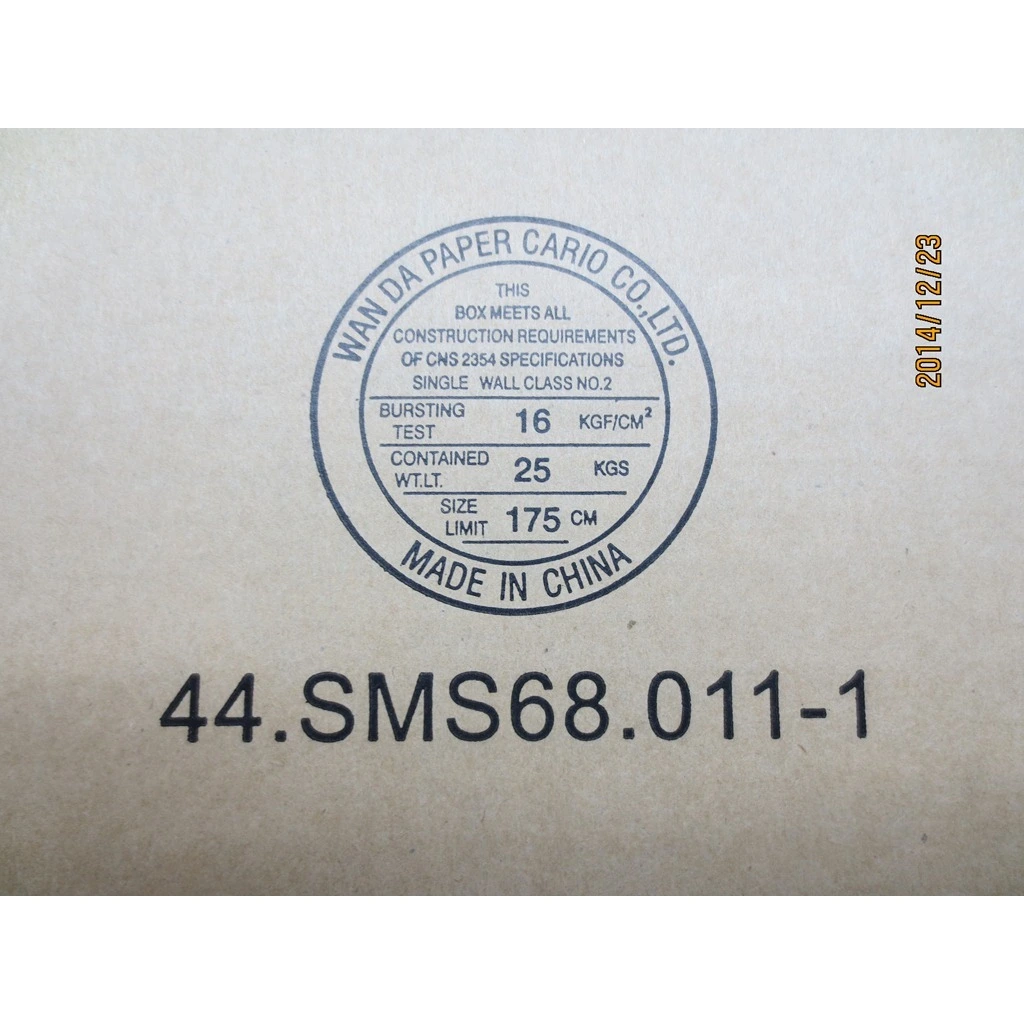 WAN DA PAPER CARIO CO.,LTD.
THIS
BOX MEETS ALL
CONSTRUCTION REQUIREMENTS
OF CNS 2354 SPECIFICATIONS
SINGLE WALL CLASS NO.2
BURSTING TEST 16 KGF/CM²
CONTAINED WT.LT. 25 KGS
SIZE LIMIT 175 CM
MADE IN CHINA
44.SMS68.011-1
2014/12/23